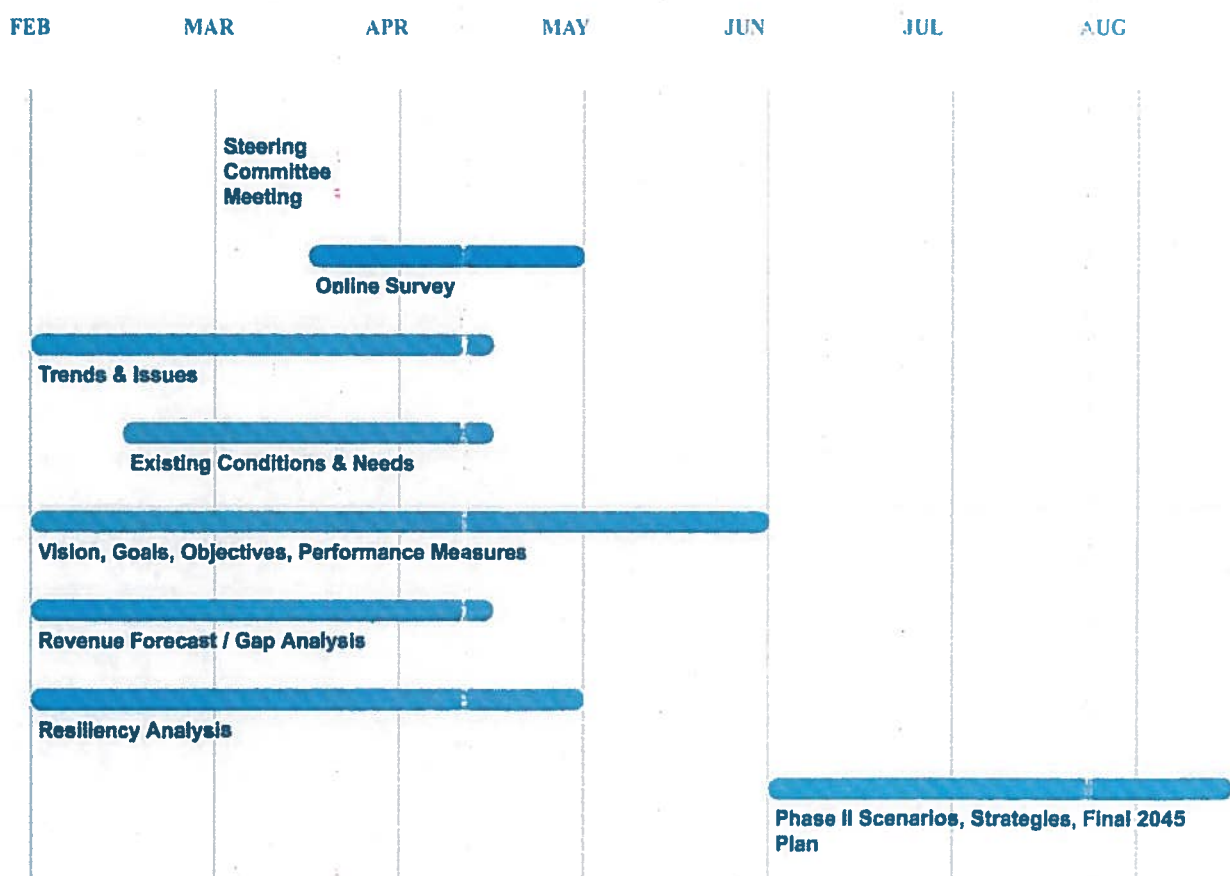 FEB MAR APR MAY JUN JUL AUG
Steering
Committee
Meeting
Online Survey
Trends & Issues
Existing Conditions & Needs
Vision, Goals, Objectives, Performance Measures
Revenue Forecast / Gap Analysis
Resiliency Analysis
Phase II Scenarios, Strategies, Final 2045
Plan